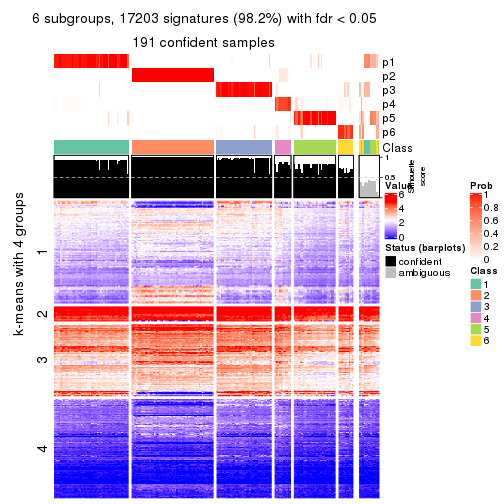 6 subgroups, 17203 signatures (98.2%) with fdr < 0.05
191 confident samples
p1
p2
p3
p4
p5
p6
Class
1
0.5
0
Silhouette
score
k-means with 4 groups
1
2
3
4
Value
6
4
2
0
Status (barplots)
confident
ambiguous
Prob
1
0.8
0.6
0.4
0.2
0
Class
1
2
3
4
5
6